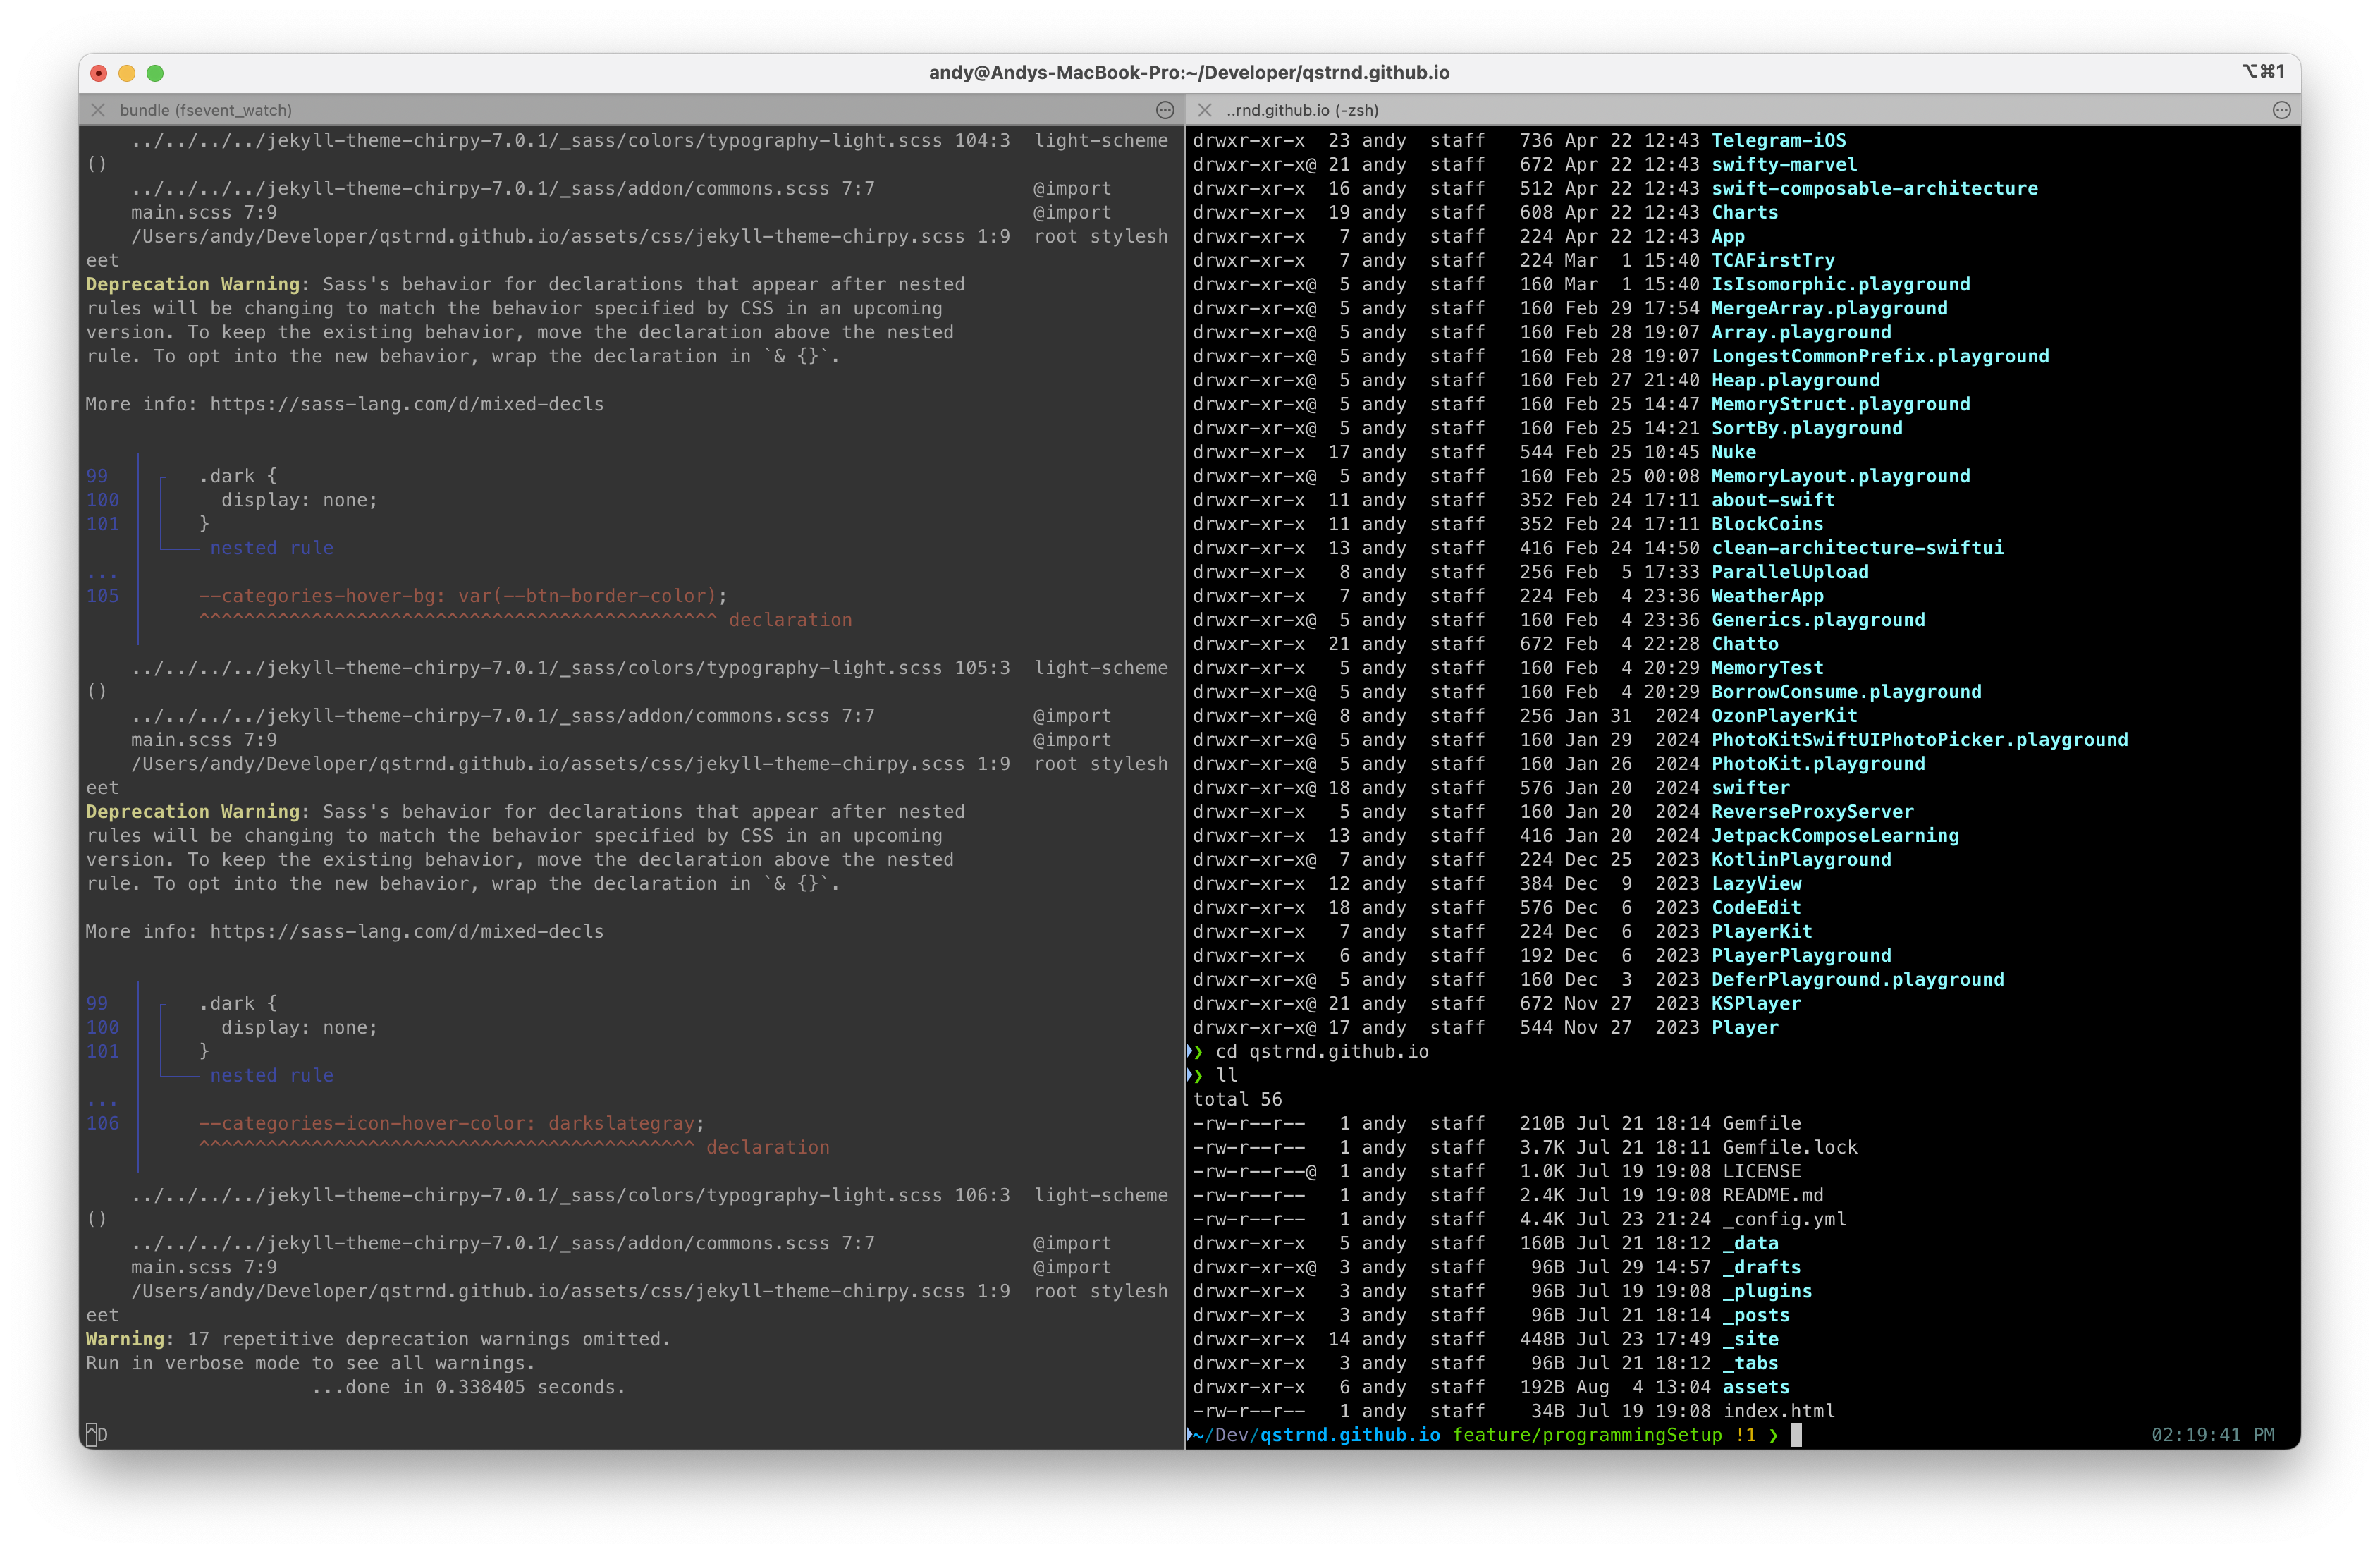 andy@Andys-MacBook-Pro:~/Developer/qstrnd.github.io
⌥⌘1
bundle (fsevent_watch)
../../../../jekyll-theme-chirpy-7.0.1/_sass/colors/typography-light.scss 104:3  light-scheme
()
../../../../jekyll-theme-chirpy-7.0.1/_sass/addon/commons.scss 7:7              @import
main.scss 7:9                                                                   @import
/Users/andy/Developer/qstrnd.github.io/assets/css/jekyll-theme-chirpy.scss 1:9  root stylesh
eet
Deprecation Warning: Sass's behavior for declarations that appear after nested
rules will be changing to match the behavior specified by CSS in an upcoming
version. To keep the existing behavior, move the declaration above the nested
rule. To opt into the new behavior, wrap the declaration in `& {}`.
More info: https://sass-lang.com/d/mixed-decls
99    .dark {
100     display: none;
101   }
nested rule
...
105   --categories-hover-bg: var(--btn-border-color);
^^^^^^^^^^^^^^^^^^^^^^^^^^^^^^^^^^^^^^^^^^^^^^ declaration
../../../../jekyll-theme-chirpy-7.0.1/_sass/colors/typography-light.scss 105:3  light-scheme
()
../../../../jekyll-theme-chirpy-7.0.1/_sass/addon/commons.scss 7:7              @import
main.scss 7:9                                                                   @import
/Users/andy/Developer/qstrnd.github.io/assets/css/jekyll-theme-chirpy.scss 1:9  root stylesh
eet
Deprecation Warning: Sass's behavior for declarations that appear after nested
rules will be changing to match the behavior specified by CSS in an upcoming
version. To keep the existing behavior, move the declaration above the nested
rule. To opt into the new behavior, wrap the declaration in `& {}`.
More info: https://sass-lang.com/d/mixed-decls
99    .dark {
100     display: none;
101   }
nested rule
...
106   --categories-icon-hover-color: darkslategray;
^^^^^^^^^^^^^^^^^^^^^^^^^^^^^^^^^^^^^^^^^^^^ declaration
../../../../jekyll-theme-chirpy-7.0.1/_sass/colors/typography-light.scss 106:3  light-scheme
()
../../../../jekyll-theme-chirpy-7.0.1/_sass/addon/commons.scss 7:7              @import
main.scss 7:9                                                                   @import
/Users/andy/Developer/qstrnd.github.io/assets/css/jekyll-theme-chirpy.scss 1:9  root stylesh
eet
Warning: 17 repetitive deprecation warnings omitted.
Run in verbose mode to see all warnings.
...done in 0.338405 seconds.
^D
..rnd.github.io (-zsh)
drwxr-xr-x  23 andy  staff   736 Apr 22 12:43 Telegram-iOS
drwxr-xr-x@ 21 andy  staff   672 Apr 22 12:43 swifty-marvel
drwxr-xr-x  16 andy  staff   512 Apr 22 12:43 swift-composable-architecture
drwxr-xr-x  19 andy  staff   608 Apr 22 12:43 Charts
drwxr-xr-x   7 andy  staff   224 Apr 22 12:43 App
drwxr-xr-x   7 andy  staff   224 Mar  1 15:40 TCAFirstTry
drwxr-xr-x@  5 andy  staff   160 Mar  1 15:40 IsIsomorphic.playground
drwxr-xr-x@  5 andy  staff   160 Feb 29 17:54 MergeArray.playground
drwxr-xr-x@  5 andy  staff   160 Feb 28 19:07 Array.playground
drwxr-xr-x@  5 andy  staff   160 Feb 28 19:07 LongestCommonPrefix.playground
drwxr-xr-x@  5 andy  staff   160 Feb 27 21:40 Heap.playground
drwxr-xr-x@  5 andy  staff   160 Feb 25 14:47 MemoryStruct.playground
drwxr-xr-x@  5 andy  staff   160 Feb 25 14:21 SortBy.playground
drwxr-xr-x  17 andy  staff   544 Feb 25 10:45 Nuke
drwxr-xr-x@  5 andy  staff   160 Feb 25 00:08 MemoryLayout.playground
drwxr-xr-x  11 andy  staff   352 Feb 24 17:11 about-swift
drwxr-xr-x  11 andy  staff   352 Feb 24 17:11 BlockCoins
drwxr-xr-x  13 andy  staff   416 Feb 24 14:50 clean-architecture-swiftui
drwxr-xr-x   8 andy  staff   256 Feb  5 17:33 ParallelUpload
drwxr-xr-x   7 andy  staff   224 Feb  4 23:36 WeatherApp
drwxr-xr-x@  5 andy  staff   160 Feb  4 23:36 Generics.playground
drwxr-xr-x  21 andy  staff   672 Feb  4 22:28 Chatto
drwxr-xr-x   5 andy  staff   160 Feb  4 20:29 MemoryTest
drwxr-xr-x@  5 andy  staff   160 Feb  4 20:29 BorrowConsume.playground
drwxr-xr-x@  8 andy  staff   256 Jan 31  2024 OzonPlayerKit
drwxr-xr-x@  5 andy  staff   160 Jan 29  2024 PhotoKitSwiftUIPhotoPicker.playground
drwxr-xr-x@  5 andy  staff   160 Jan 26  2024 PhotoKit.playground
drwxr-xr-x@ 18 andy  staff   576 Jan 20  2024 swifter
drwxr-xr-x   5 andy  staff   160 Jan 20  2024 ReverseProxyServer
drwxr-xr-x  13 andy  staff   416 Jan 20  2024 JetpackComposeLearning
drwxr-xr-x@  7 andy  staff   224 Dec 25  2023 KotlinPlayground
drwxr-xr-x  12 andy  staff   384 Dec  9  2023 LazyView
drwxr-xr-x  18 andy  staff   576 Dec  6  2023 CodeEdit
drwxr-xr-x   7 andy  staff   224 Dec  6  2023 PlayerKit
drwxr-xr-x   6 andy  staff   192 Dec  6  2023 PlayerPlayground
drwxr-xr-x@  5 andy  staff   160 Dec  3  2023 DeferPlayground.playground
drwxr-xr-x@ 21 andy  staff   672 Nov 27  2023 KSPlayer
drwxr-xr-x@ 17 andy  staff   544 Nov 27  2023 Player
❯ cd qstrnd.github.io
❯ ll
total 56
-rw-r--r--   1 andy  staff   210B Jul 21 18:14 Gemfile
-rw-r--r--   1 andy  staff   3.7K Jul 21 18:11 Gemfile.lock
-rw-r--r--@  1 andy  staff   1.0K Jul 19 19:08 LICENSE
-rw-r--r--   1 andy  staff   2.4K Jul 19 19:08 README.md
-rw-r--r--   1 andy  staff   4.4K Jul 23 21:24 _config.yml
drwxr-xr-x   5 andy  staff   160B Jul 21 18:12 _data
drwxr-xr-x@  3 andy  staff    96B Jul 29 14:57 _drafts
drwxr-xr-x   3 andy  staff    96B Jul 19 19:08 _plugins
drwxr-xr-x   3 andy  staff    96B Jul 21 18:14 _posts
drwxr-xr-x  14 andy  staff   448B Jul 23 17:49 _site
drwxr-xr-x   3 andy  staff    96B Jul 21 18:12 _tabs
drwxr-xr-x   6 andy  staff   192B Aug  4 13:04 assets
-rw-r--r--   1 andy  staff    34B Jul 19 19:08 index.html
~/Dev/qstrnd.github.io feature/programmingSetup !1 ❯ 02:19:41 PM